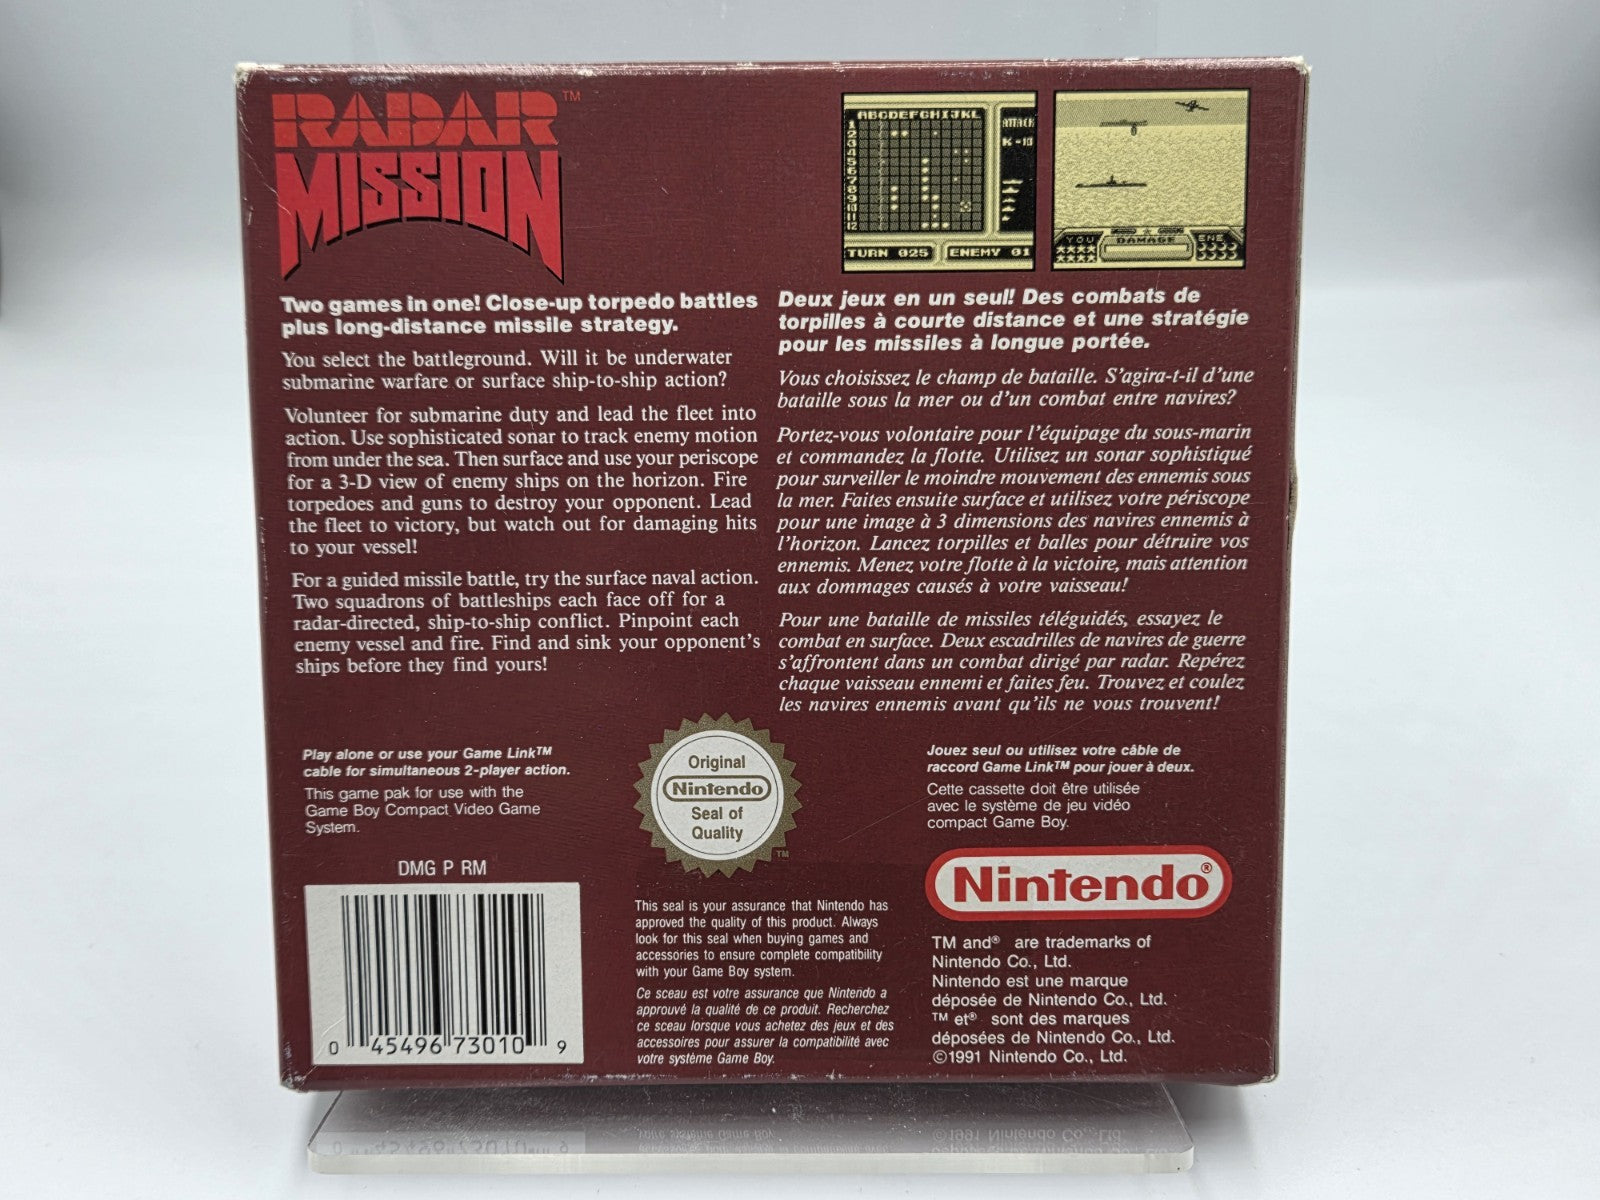 RADAR™
MISSION
ABCDEFGHIJKL
1
2
3
4
5
6
7
8
9
10
11
12
K-10
TURN 025
ENEMY 01
YOU
DAMAGE
ENE
Two games in one! Close-up torpedo battles
plus long-distance missile strategy.
You select the battleground. Will it be underwater
submarine warfare or surface ship-to-ship action?
Volunteer for submarine duty and lead the fleet into
action. Use sophisticated sonar to track enemy motion
from under the sea. Then surface and use your periscope
for a 3-D view of enemy ships on the horizon. Fire
torpedoes and guns to destroy your opponent. Lead
the fleet to victory, but watch out for damaging hits
to your vessel!
For a guided missile battle, try the surface naval action.
Two squadrons of battleships each face off for a
radar-directed, ship-to-ship conflict. Pinpoint each
enemy vessel and fire. Find and sink your opponent's
ships before they find yours!
Deux jeux en un seul! Des combats de
torpilles à courte distance et une stratégie
pour les missiles à longue portée.
Vous choisissez le champ de bataille. S'agira-t-il d'une
bataille sous la mer ou d'un combat entre navires?
Portez-vous volontaire pour l'équipage du sous-marin
et commandez la flotte. Utilisez un sonar sophistiqué
pour surveiller le moindre mouvement des ennemis sous
la mer. Faites ensuite surface et utilisez votre périscope
pour une image à 3 dimensions des navires ennemis à
l'horizon. Lancez torpilles et balles pour détruire vos
ennemis. Menez votre flotte à la victoire, mais attention
aux dommages causés à votre vaisseau!
Pour une bataille de missiles téléguidés, essayez le
combat en surface. Deux escadrilles de navires de guerre
s'affrontent dans un combat dirigé par radar. Repérez
chaque vaisseau ennemi et faites feu. Trouvez et coulez
les navires ennemis avant qu'ils ne vous trouvent!
Play alone or use your Game Link™
cable for simultaneous 2-player action.
This game pak for use with the
Game Boy Compact Video Game
System.
DMG P RM
0 45496 73010 9
Original
Nintendo
Seal of
Quality
™
This seal is your assurance that Nintendo has
approved the quality of this product. Always
look for this seal when buying games and
accessories to ensure complete compatibility
with your Game Boy system.
Ce sceau est votre assurance que Nintendo a
approuvé la qualité de ce produit. Recherchez
ce sceau lorsque vous achetez des jeux et des
accessoires pour assurer la compatibilité avec
votre système Game Boy.
Jouez seul ou utilisez votre câble de
raccord Game Link™ pour jouer à deux.
Cette cassette doit être utilisée
avec le système de jeu vidéo
compact Game Boy.
Nintendo®
TM and® are trademarks of
Nintendo Co., Ltd.
Nintendo est une marque
déposée de Nintendo Co., Ltd.
™ et® sont des marques
déposées de Nintendo Co., Ltd.
©1991 Nintendo Co., Ltd.